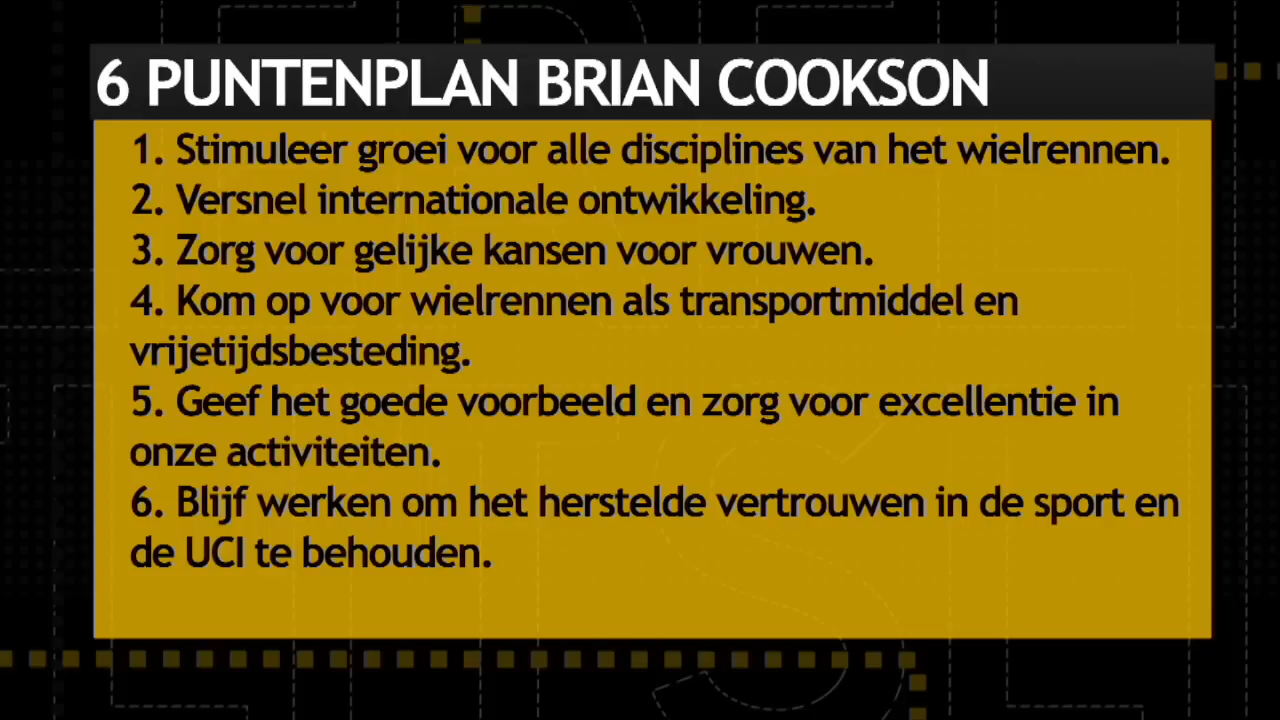 6 PUNTENPLAN BRIAN COOKSON
1. Stimuleer groei voor alle disciplines van het wielrennen.
2. Versnel internationale ontwikkeling.
3. Zorg voor gelijke kansen voor vrouwen.
4. Kom op voor wielrennen als transportmiddel en
vrijetijdsbesteding.
5. Geef het goede voorbeeld en zorg voor excellentie in
onze activiteiten.
6. Blijf werken om het herstelde vertrouwen in de sport en
de UCI te behouden.